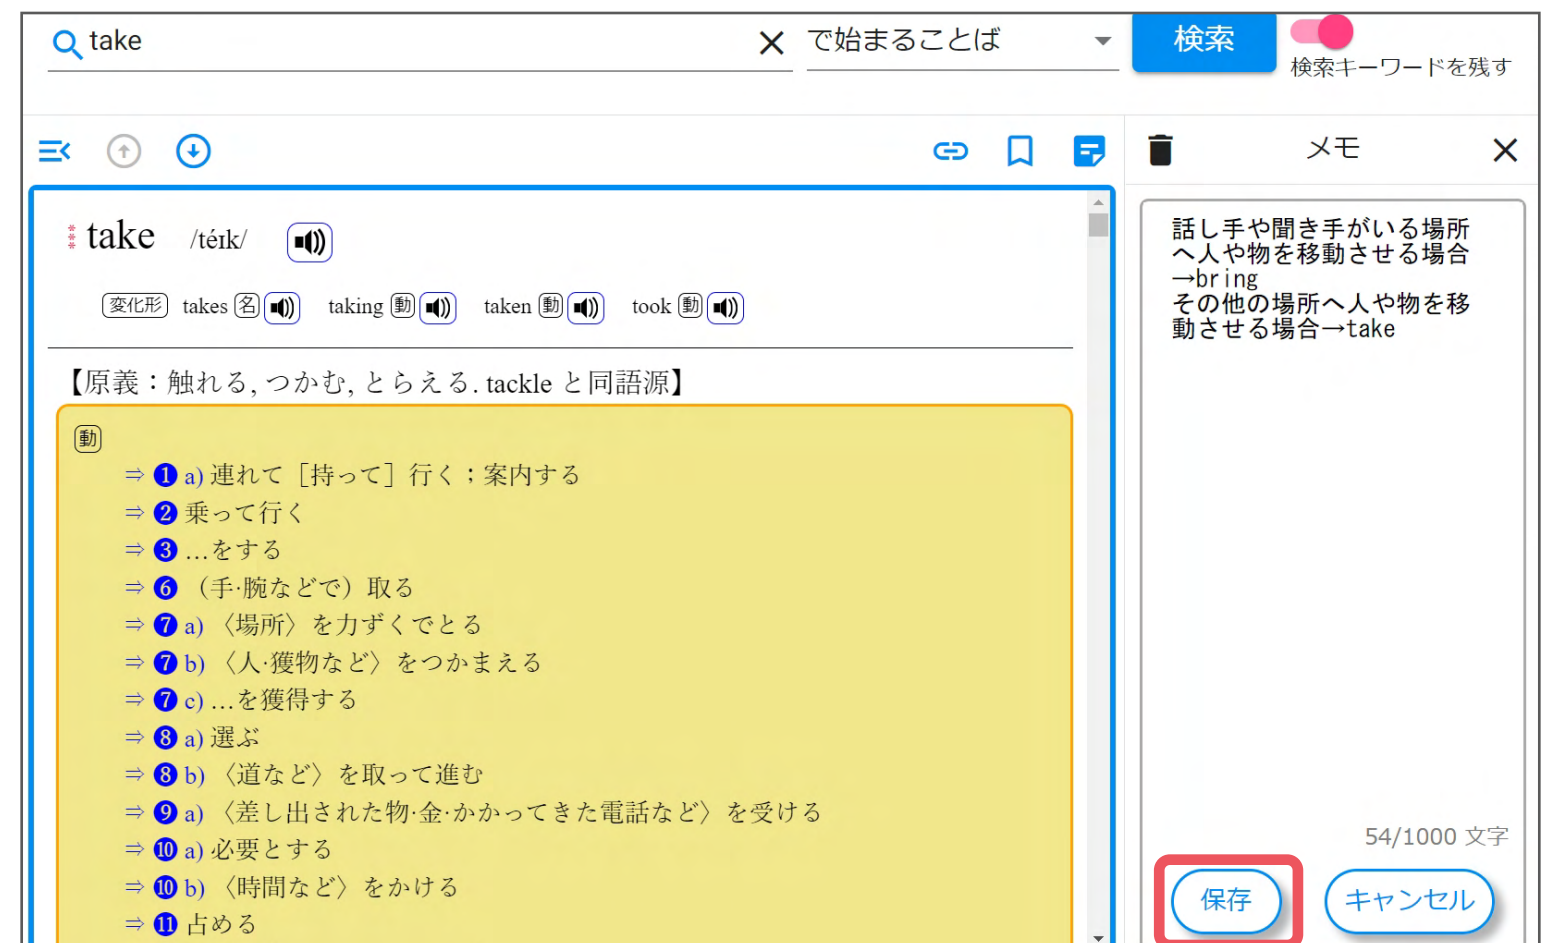 take
で始まることば
検索
検索キーワードを残す
メモ
*** take /téɪk/
変化形 takes 名 taking 動 taken 動 took 動
【原義：触れる, つかむ, とらえる. tackle と同語源】
動
⇒ ❶ a) 連れて［持って］行く；案内する
⇒ ❷ 乗って行く
⇒ ❸ …をする
⇒ ❻ （手·腕などで）取る
⇒ ❼ a) 〈場所〉を力ずくでとる
⇒ ❼ b) 〈人·獲物など〉をつかまえる
⇒ ❼ c) …を獲得する
⇒ ❽ a) 選ぶ
⇒ ❽ b) 〈道など〉を取って進む
⇒ ❾ a) 〈差し出された物·金·かかってきた電話など〉を受ける
⇒ ❿ a) 必要とする
⇒ ❿ b) 〈時間など〉をかける
⇒ ⓫ 占める
話し手や聞き手がいる場所
へ人や物を移動させる場合
→bring
その他の場所へ人や物を移
動させる場合→take
54/1000 文字
保存
キャンセル